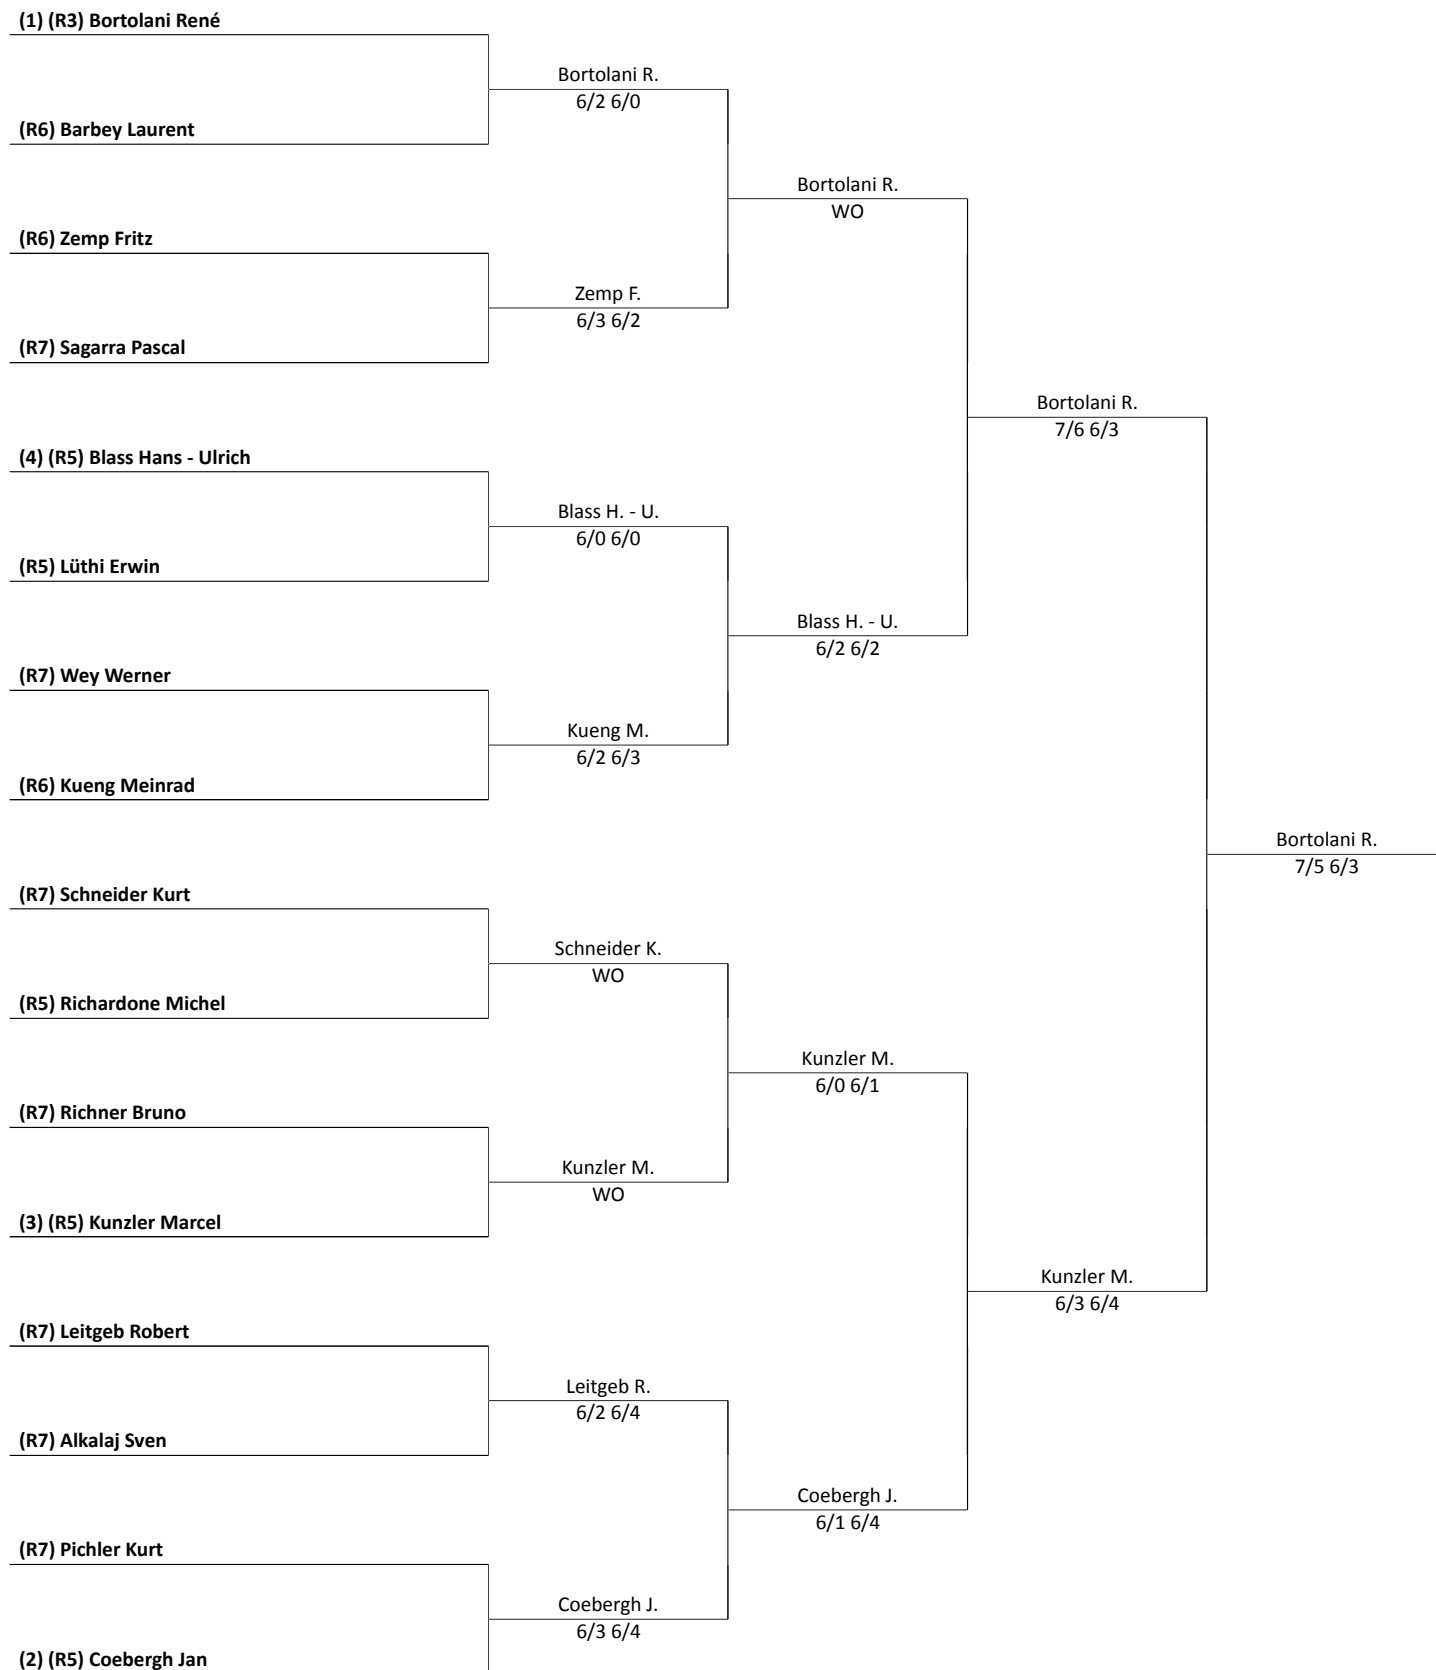 (1) (R3) Bortolani René
Bortolani R.
6/2 6/0
(R6) Barbey Laurent
Bortolani R.
WO
(R6) Zemp Fritz
Zemp F.
6/3 6/2
(R7) Sagarra Pascal
Bortolani R.
7/6 6/3
(4) (R5) Blass Hans - Ulrich
Blass H. - U.
6/0 6/0
(R5) Lüthi Erwin
Blass H. - U.
6/2 6/2
(R7) Wey Werner
Kueng M.
6/2 6/3
(R6) Kueng Meinrad
Bortolani R.
7/5 6/3
(R7) Schneider Kurt
Schneider K.
WO
(R5) Richardone Michel
Kunzler M.
6/0 6/1
(R7) Richner Bruno
Kunzler M.
WO
(3) (R5) Kunzler Marcel
Kunzler M.
6/3 6/4
(R7) Leitgeb Robert
Leitgeb R.
6/2 6/4
(R7) Alkalaj Sven
Coebergh J.
6/1 6/4
(R7) Pichler Kurt
Coebergh J.
6/3 6/4
(2) (R5) Coebergh Jan